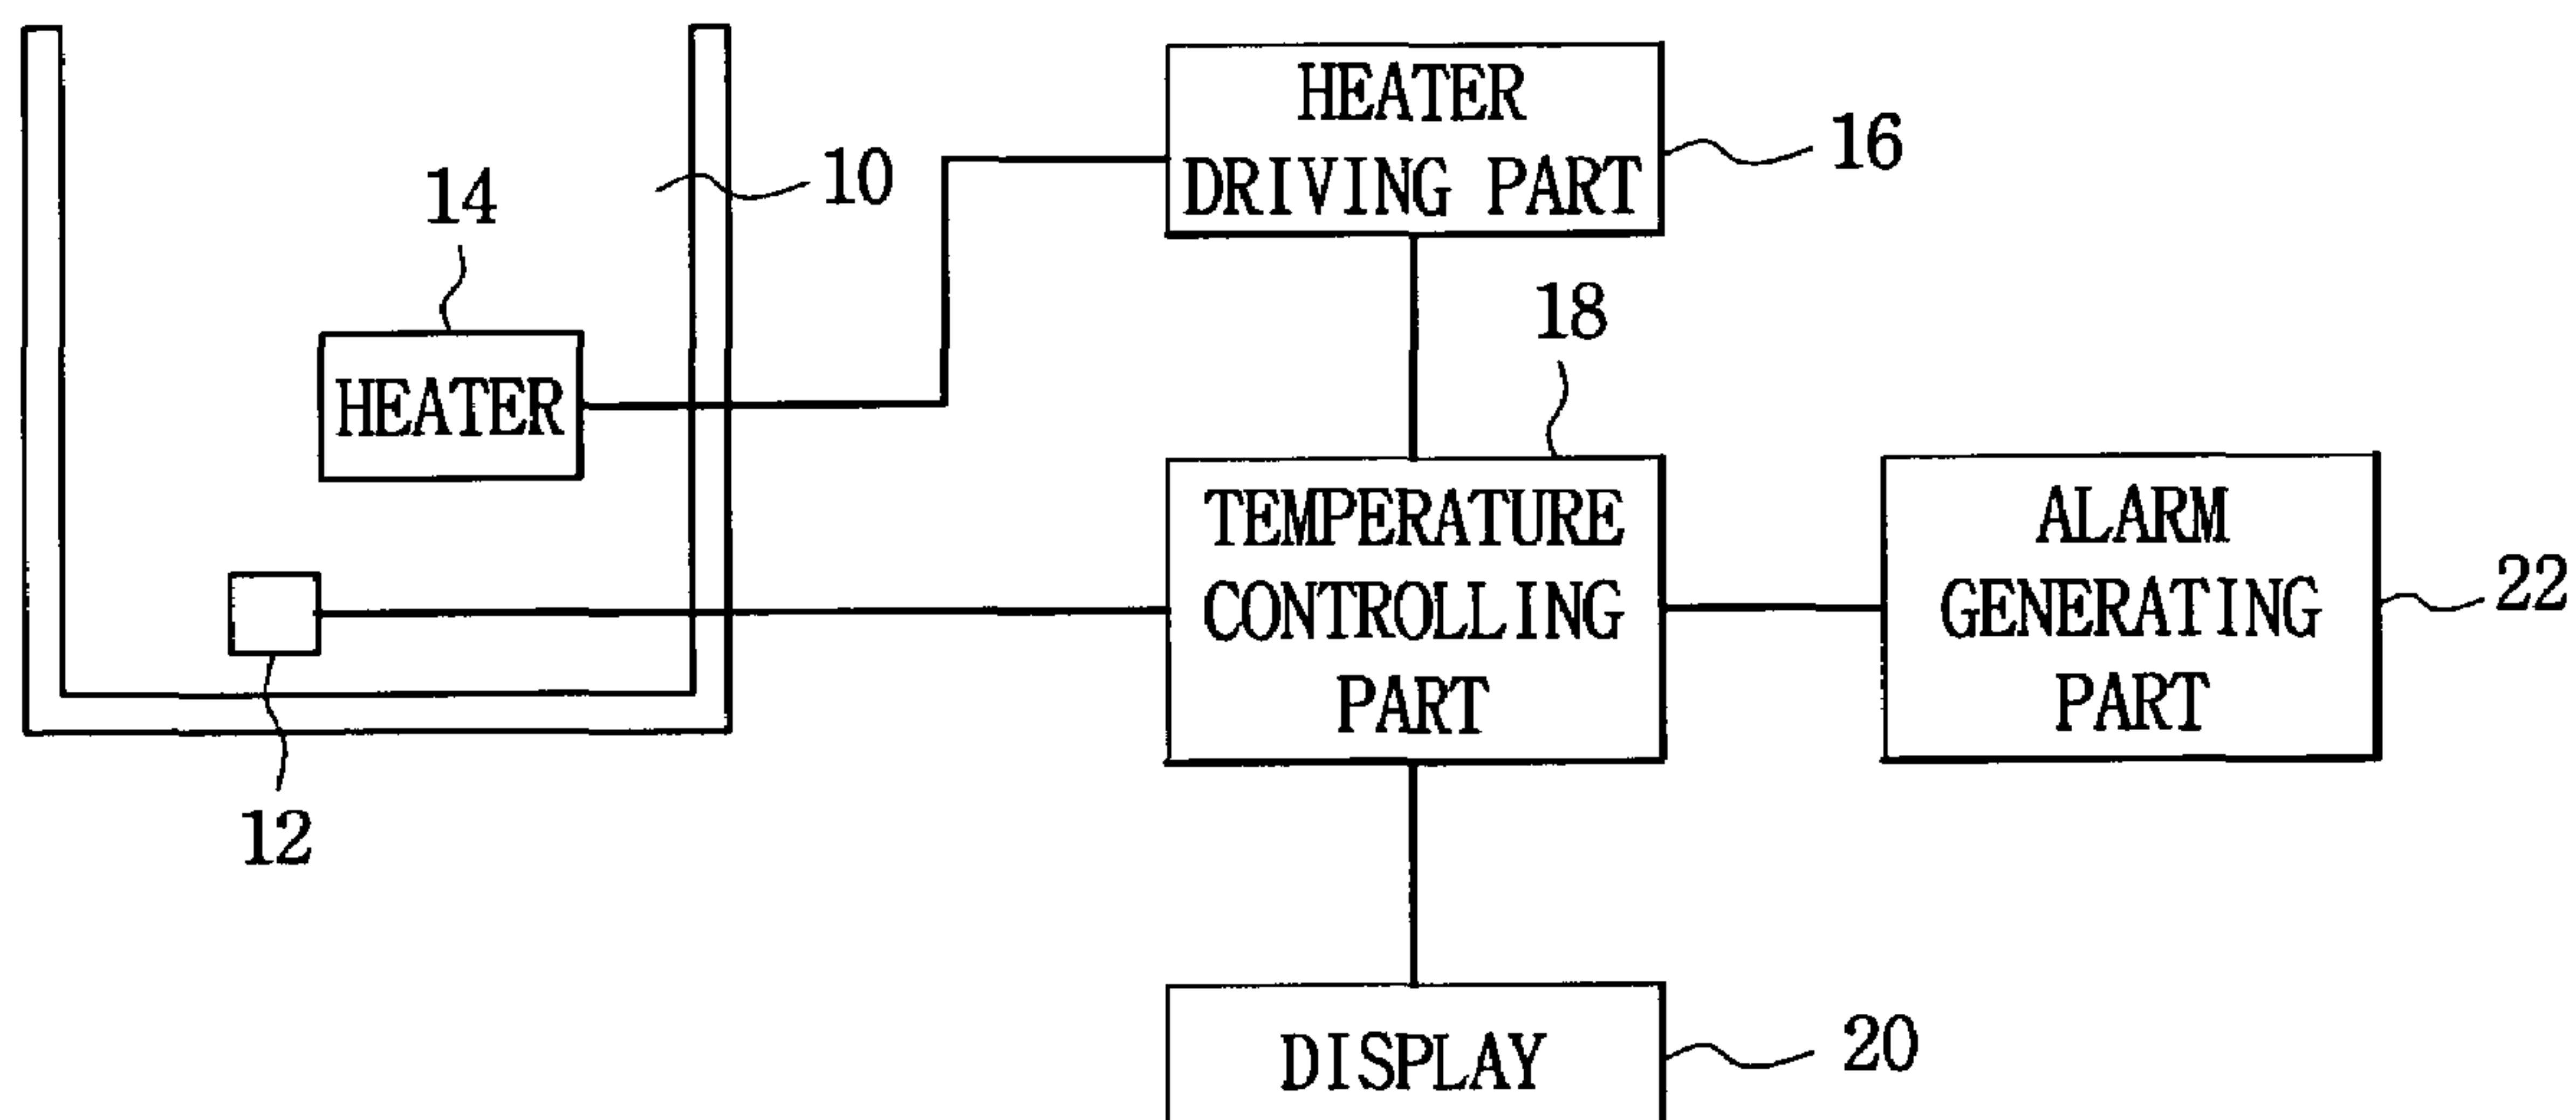 10
14
HEATER
12
HEATER
DRIVING PART
16
18
TEMPERATURE
CONTROLLING
PART
ALARM
GENERATING
PART
22
DISPLAY
20